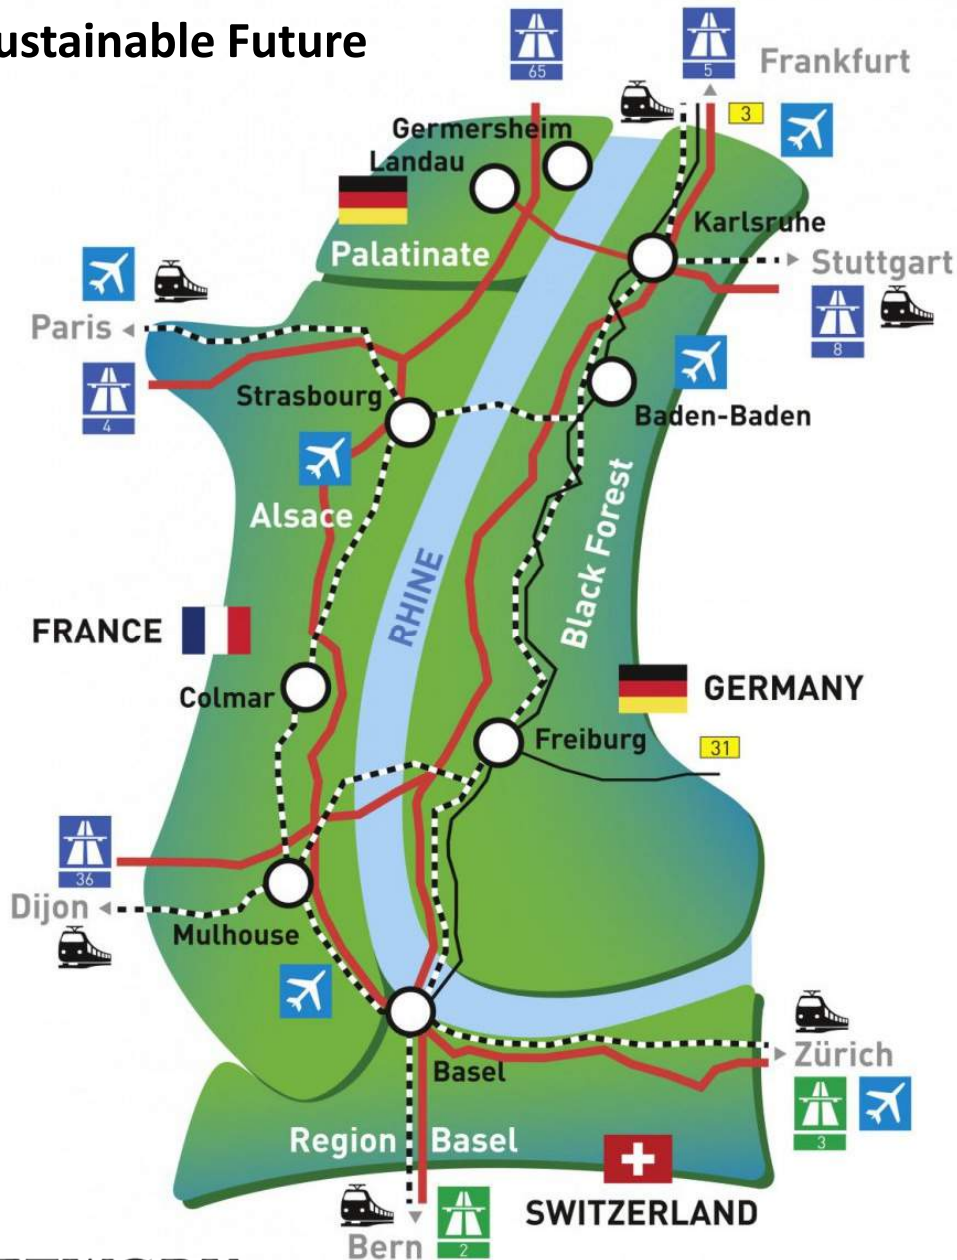 ustainable Future
65
5
Frankfurt
3
Germersheim
Landau
Karlsruhe
Palatinate
Stuttgart
Paris
8
4
Strasbourg
Baden-Baden
Alsace
Black Forest
RHINE
FRANCE
GERMANY
Colmar
Freiburg
31
36
Dijon
Mulhouse
Zürich
Basel
3
Region Basel
SWITZERLAND
Bern
2